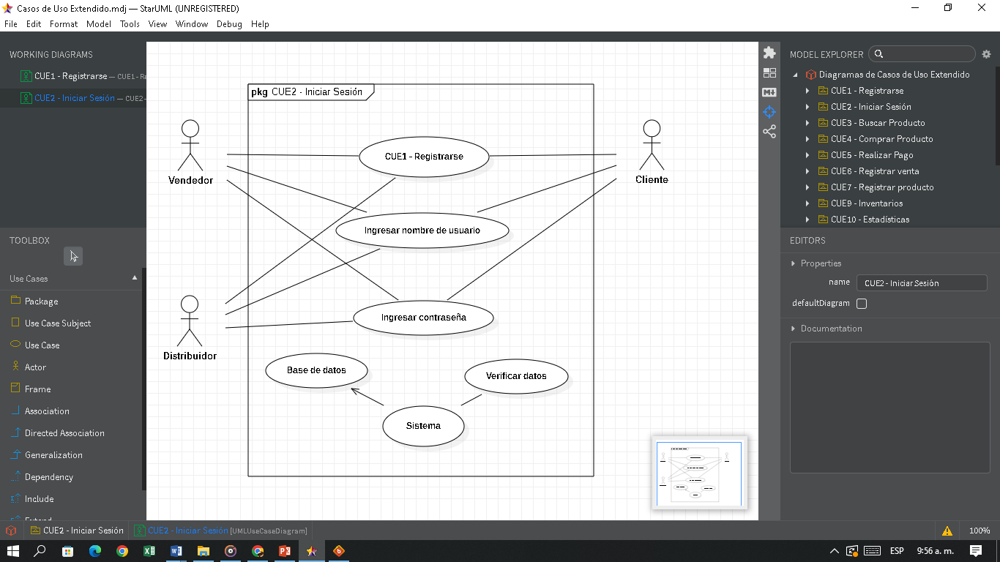 Casos de Uso Extendido.mdj — StarUML (UNREGISTERED)
File Edit Format Model Tools View Window Debug Help
WORKING DIAGRAMS
CUE1 - Registrarse — CUE1 - Re
CUE2 - Iniciar Sesión — CUE2 -
TOOLBOX
Use Cases
Package
Use Case Subject
Use Case
Actor
Frame
Association
Directed Association
Generalization
Dependency
Include
Extend
pkg CUE2 - Iniciar Sesión
Vendedor
CUE1 - Registrarse
Cliente
Ingresar nombre de usuario
Ingresar contraseña
Distribuidor
Base de datos
Verificar datos
Sistema
MODEL EXPLORER
Diagramas de Casos de Uso Extendido
CUE1 - Registrarse
CUE2 - Iniciar Sesión
CUE3 - Buscar Producto
CUE4 - Comprar Producto
CUE5 - Realizar Pago
CUE6 - Registrar venta
CUE7 - Registrar producto
CUE9 - Inventarios
CUE10 - Estadísticas
EDITORS
Properties
name CUE2 - Iniciar Sesión
defaultDiagram
Documentation
CUE2 - Iniciar Sesión CUE2 - Iniciar Sesión [UMLUseCaseDiagram] 100%
ESP 9:56 a. m.